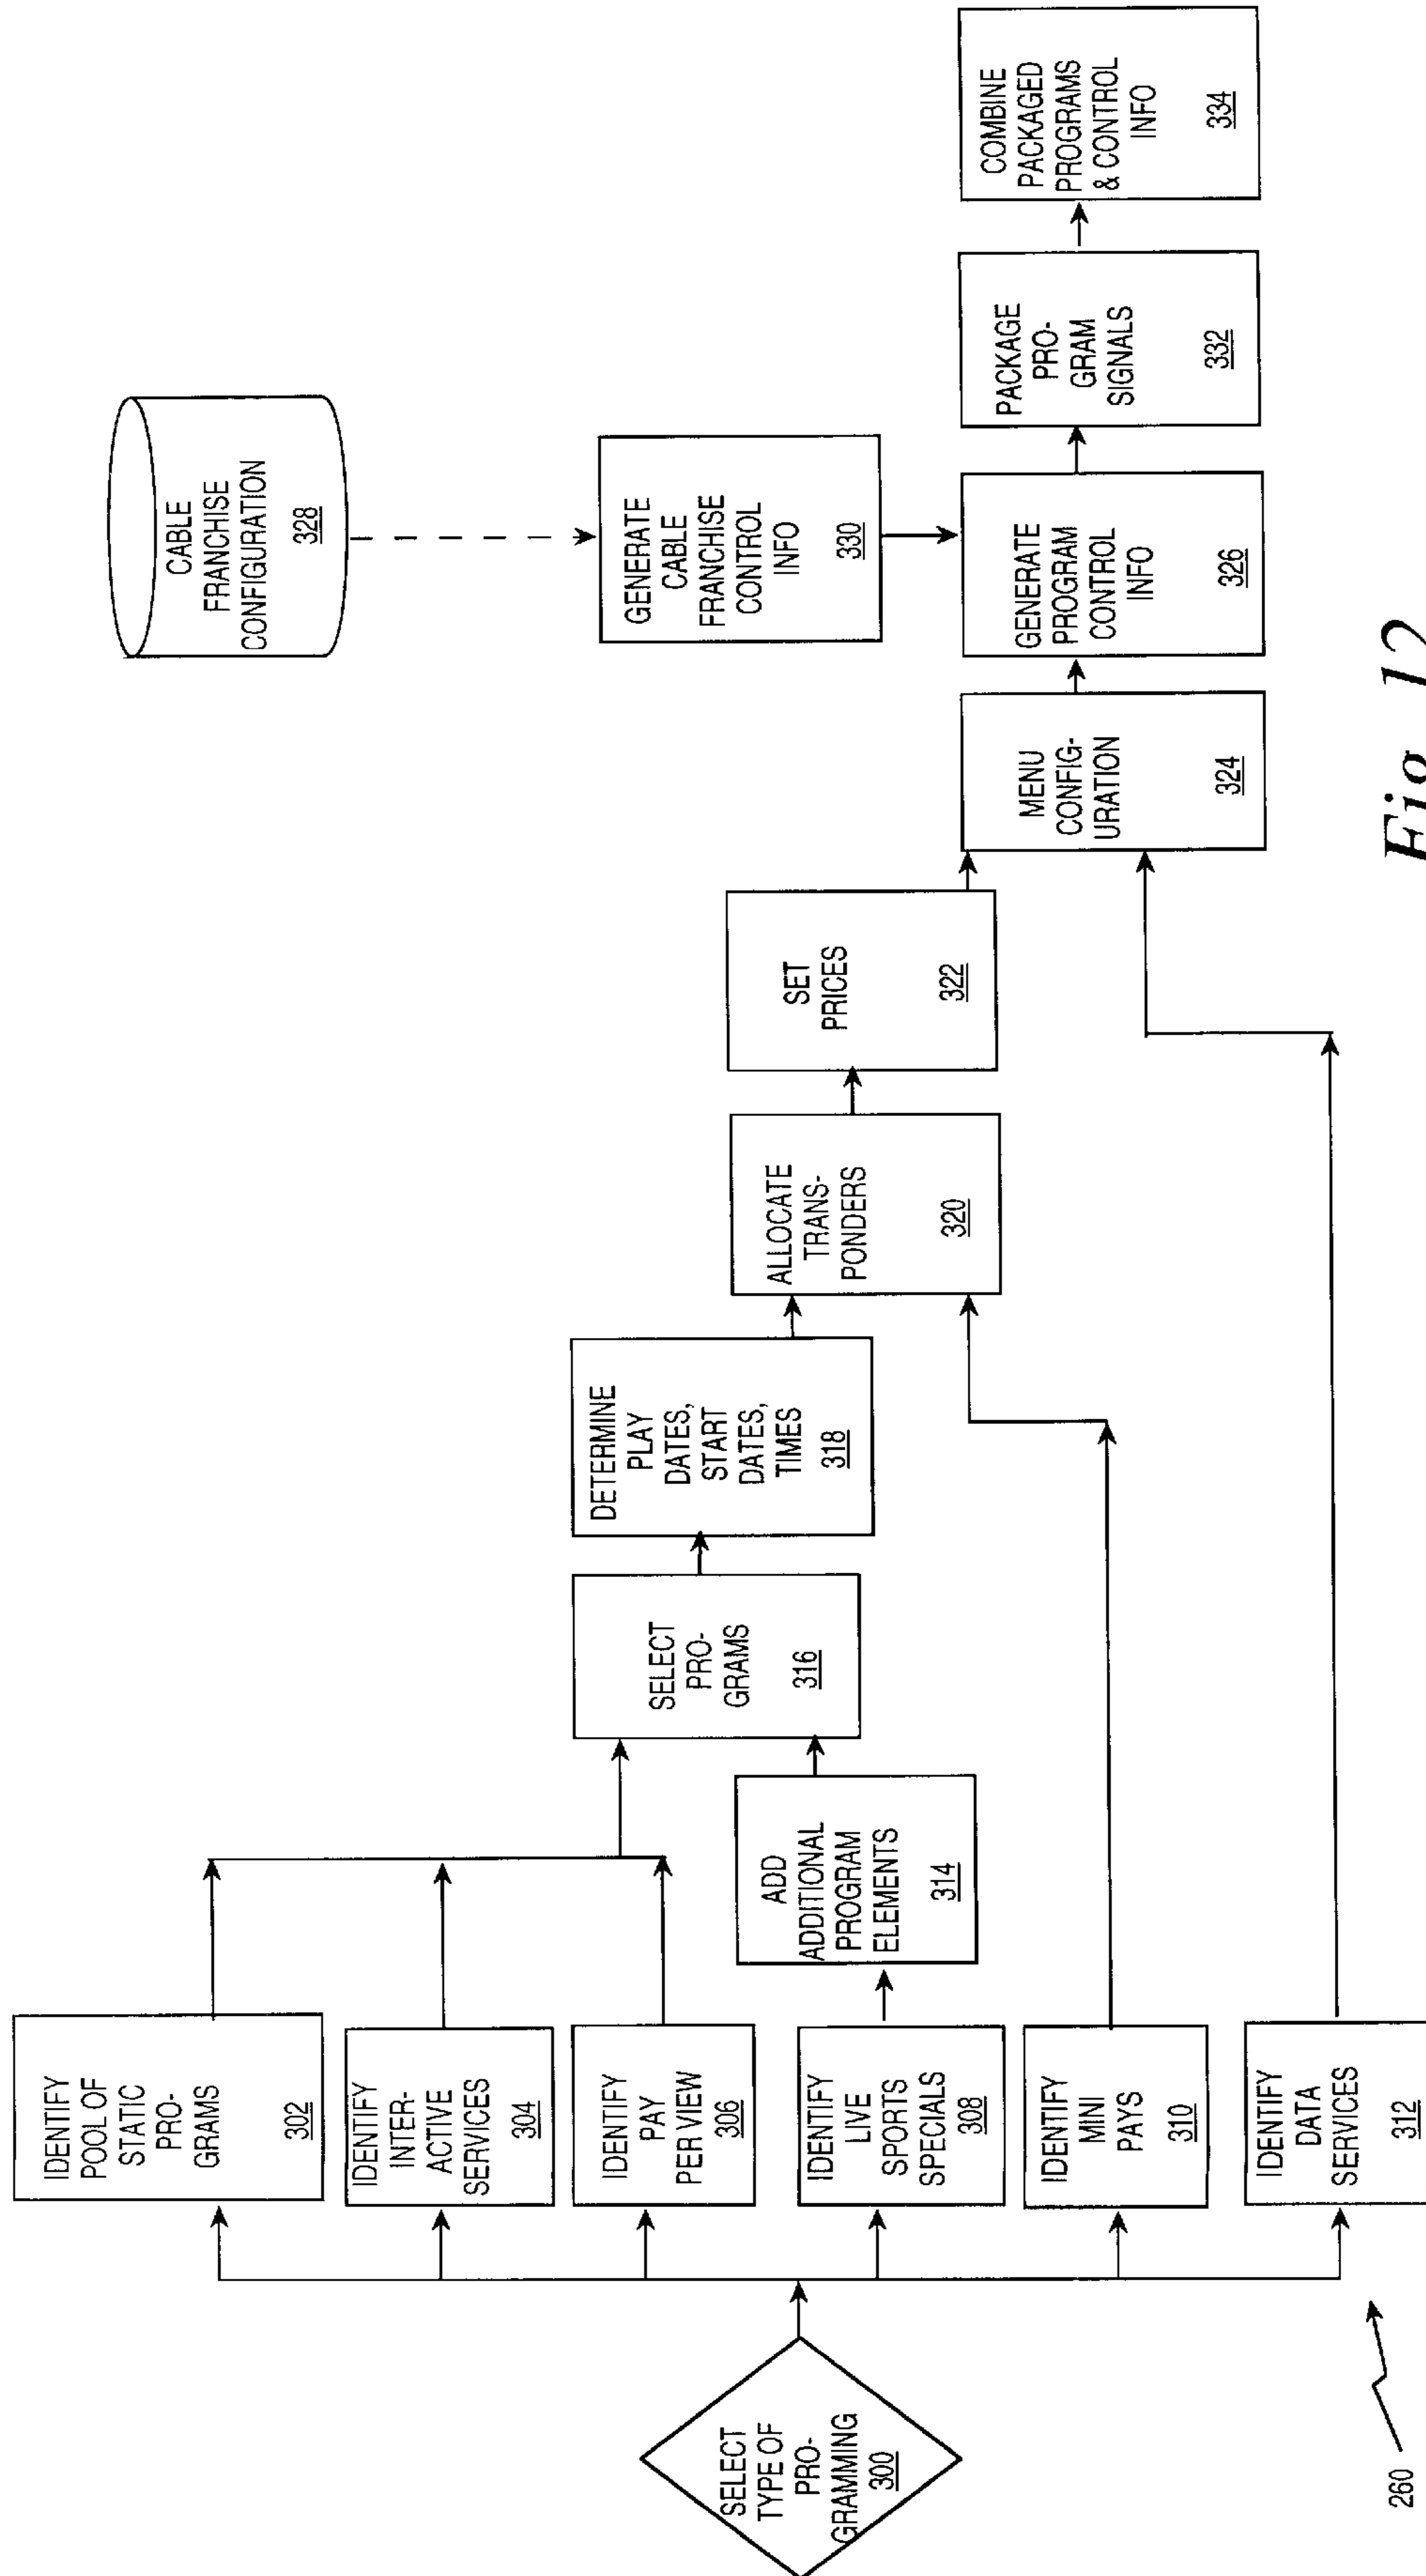 SELECT
TYPE OF
PRO-
GRAMMING
300
IDENTIFY
POOL OF
STATIC
PRO-
GRAMS
302
IDENTIFY
INTER-
ACTIVE
SERVICES
304
IDENTIFY
PAY
PER VIEW
306
IDENTIFY
LIVE
SPORTS
SPECIALS
308
IDENTIFY
MINI
PAYS
310
IDENTIFY
DATA
SERVICES
312
ADD
ADDITIONAL
PROGRAM
ELEMENTS
314
SELECT
PRO-
GRAMS
316
DETERMINE
PLAY
DATES,
START
DATES,
TIMES
318
ALLOCATE
TRANS-
PONDERS
320
SET
PRICES
322
MENU
CONFIG-
URATION
324
CABLE
FRANCHISE
CONFIGURATION
328
GENERATE
CABLE
FRANCHISE
CONTROL
INFO
330
GENERATE
PROGRAM
CONTROL
INFO
326
PACKAGE
PRO-
GRAM
SIGNALS
332
COMBINE
PACKAGED
PROGRAMS
& CONTROL
INFO
334
260
Fig. 12